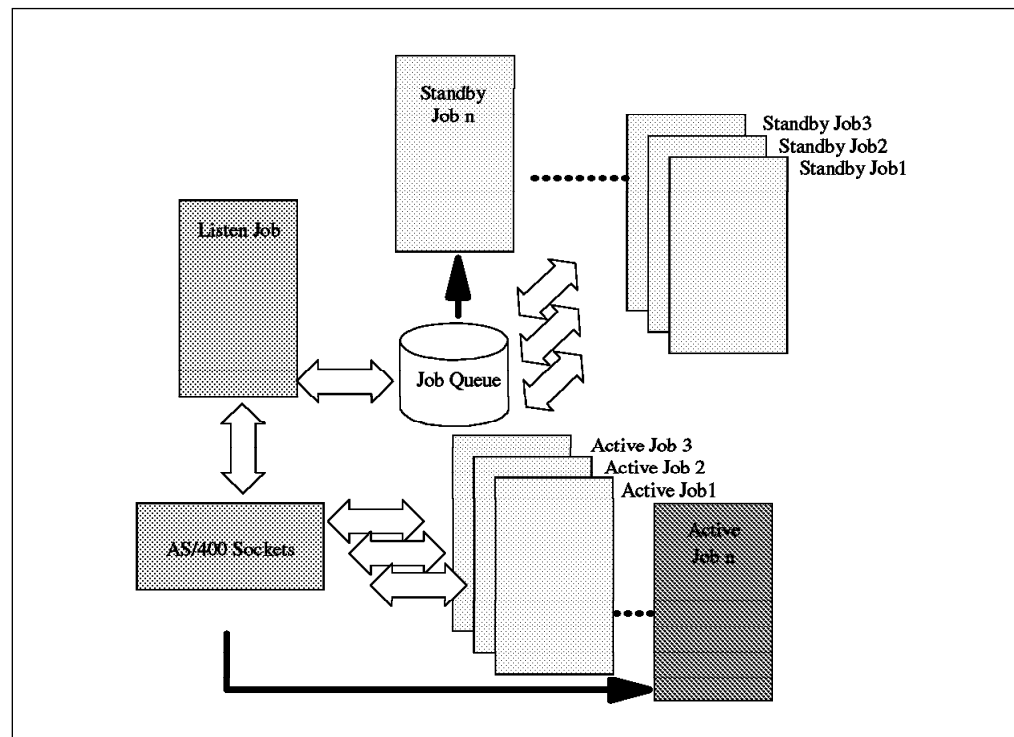 Standby
Job n
Standby Job3
Standby Job2
Standby Job1
Listen Job
Job Queue
Active Job 3
Active Job 2
Active Job1
AS/400 Sockets
Active
Job n